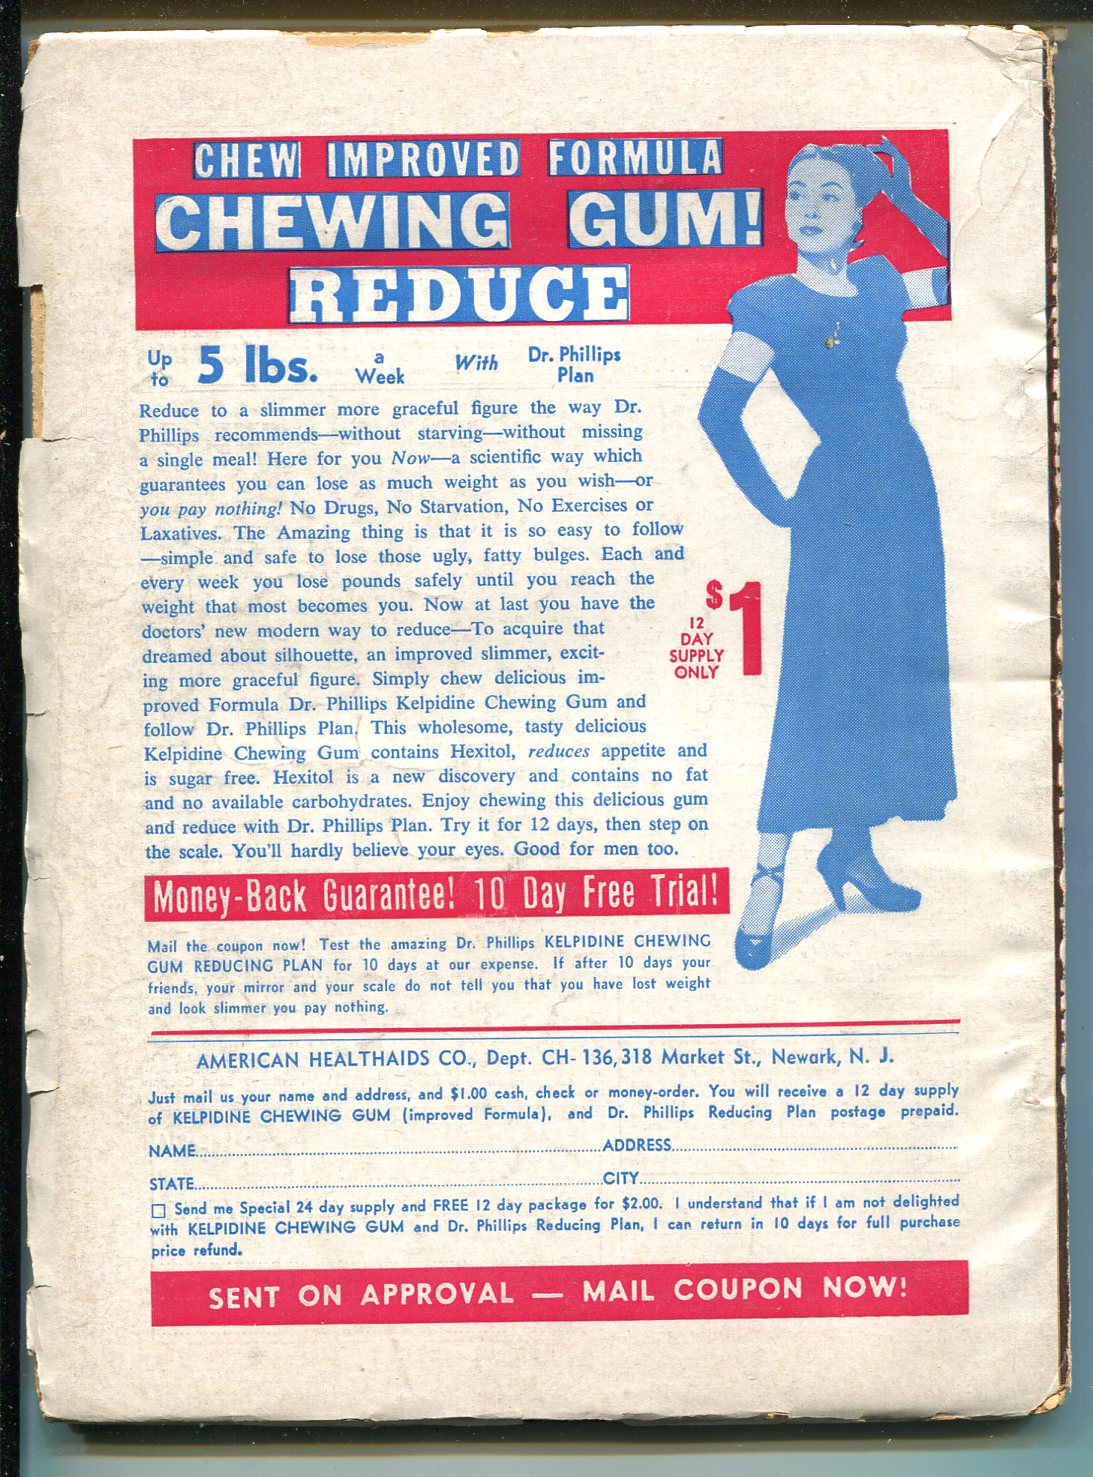 CHEW IMPROVED FORMULA
CHEWING GUM!
REDUCE
Up to 5 lbs. a Week With Dr. Phillips Plan
Reduce to a slimmer more graceful figure the way Dr.
Phillips recommends—without starving—without missing
a single meal! Here for you Now—a scientific way which
guarantees you can lose as much weight as you wish—or
you pay nothing! No Drugs, No Starvation, No Exercises or
Laxatives. The Amazing thing is that it is so easy to follow
—simple and safe to lose those ugly, fatty bulges. Each and
every week you lose pounds safely until you reach the
weight that most becomes you. Now at last you have the
doctors' new modern way to reduce—To acquire that
dreamed about silhouette, an improved slimmer, excit-
ing more graceful figure. Simply chew delicious im-
proved Formula Dr. Phillips Kelpidine Chewing Gum and
follow Dr. Phillips Plan. This wholesome, tasty delicious
Kelpidine Chewing Gum contains Hexitol, reduces appetite and
is sugar free. Hexitol is a new discovery and contains no fat
and no available carbohydrates. Enjoy chewing this delicious gum
and reduce with Dr. Phillips Plan. Try it for 12 days, then step on
the scale. You'll hardly believe your eyes. Good for men too.
$1
12
DAY
SUPPLY
ONLY
Money-Back Guarantee! 10 Day Free Trial!
Mail the coupon now! Test the amazing Dr. Phillips KELPIDINE CHEWING
GUM REDUCING PLAN for 10 days at our expense. If after 10 days your
friends, your mirror and your scale do not tell you that you have lost weight
and look slimmer you pay nothing.
AMERICAN HEALTHAIDS CO., Dept. CH-136, 318 Market St., Newark, N. J.
Just mail us your name and address, and $1.00 cash, check or money-order. You will receive a 12 day supply
of KELPIDINE CHEWING GUM (improved Formula), and Dr. Phillips Reducing Plan postage prepaid.
NAME ADDRESS
STATE CITY
□ Send me Special 24 day supply and FREE 12 day package for $2.00. I understand that if I am not delighted
with KELPIDINE CHEWING GUM and Dr. Phillips Reducing Plan, I can return in 10 days for full purchase
price refund.
SENT ON APPROVAL — MAIL COUPON NOW!